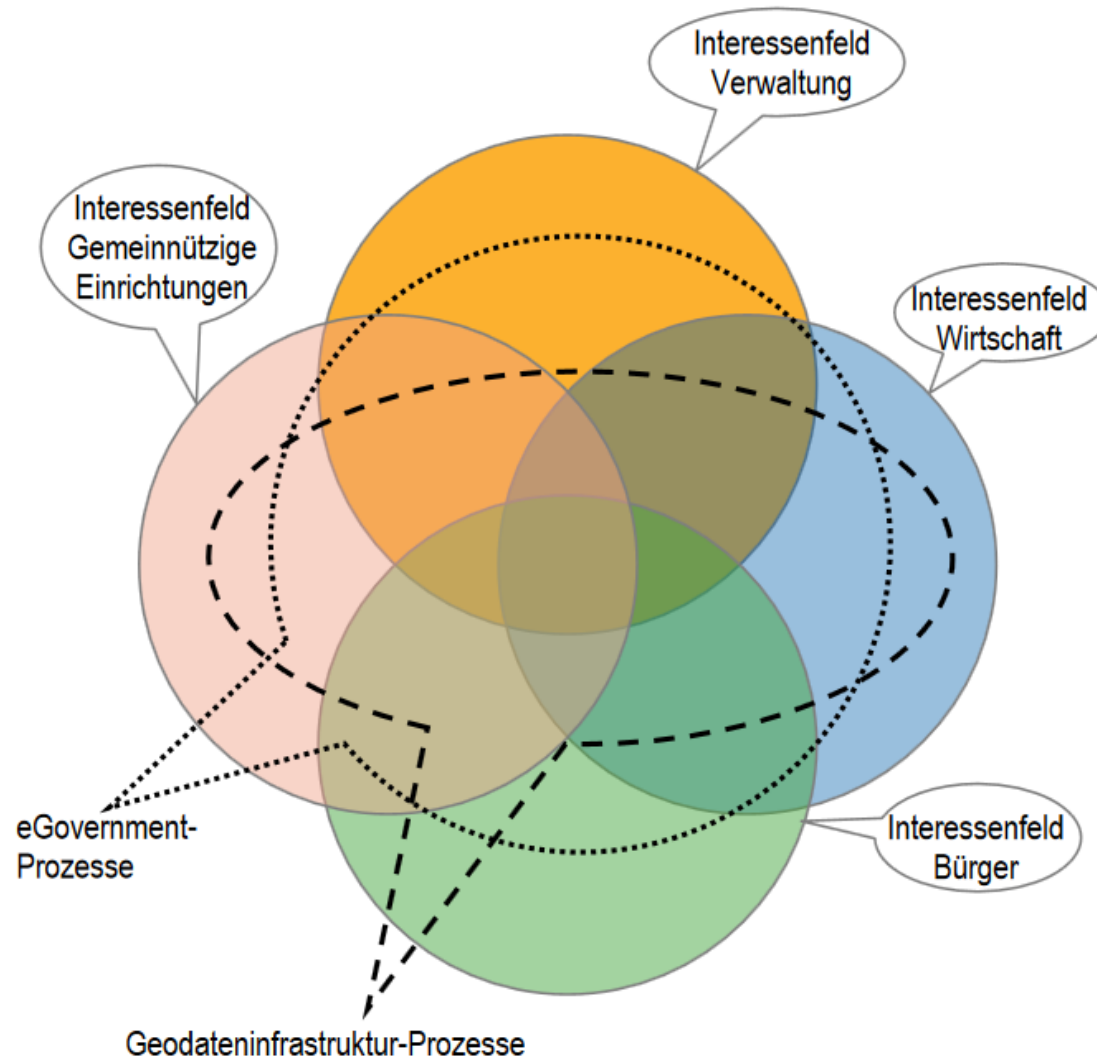 Interessenfeld
Verwaltung
Interessenfeld
Gemeinnützige
Einrichtungen
Interessenfeld
Wirtschaft
eGovernment-
Prozesse
Interessenfeld
Bürger
Geodateninfrastruktur-Prozesse